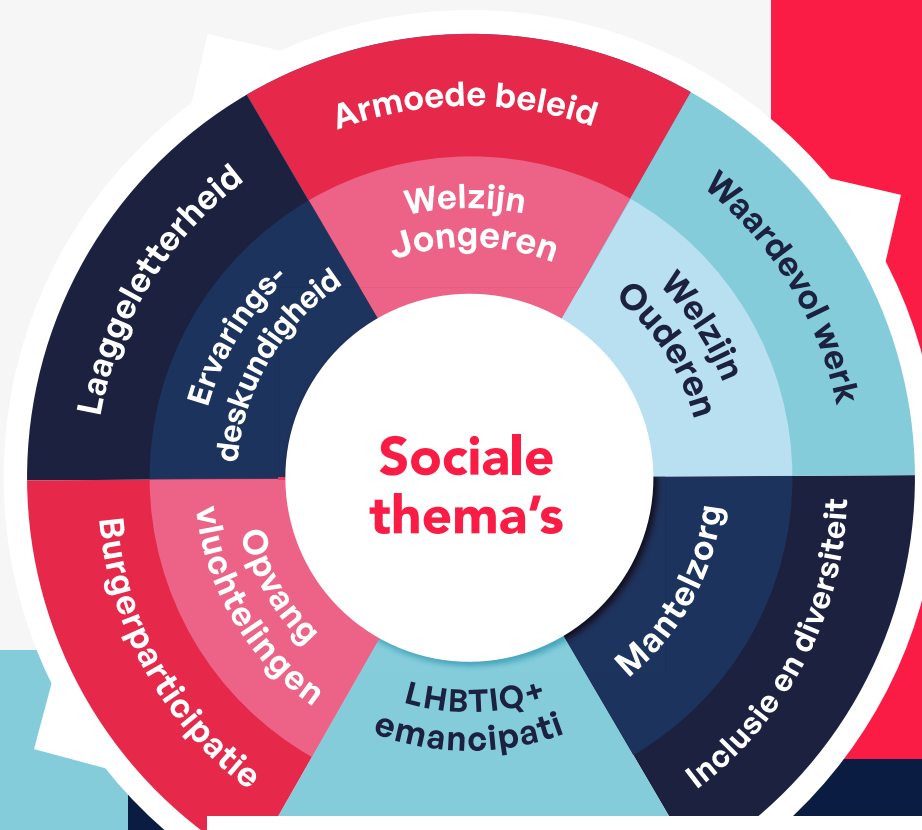 Armoede beleid
Welzijn
Jongeren
Waardevol werk
Welzijn
Ouderen
Inclusie en diversiteit
Mantelzorg
LHBTIQ+
emancipati
Burgerparticipatie
Opvang
vluchtelingen
Laaggeletterheid
Ervarings-
deskundigheid
Sociale
thema's